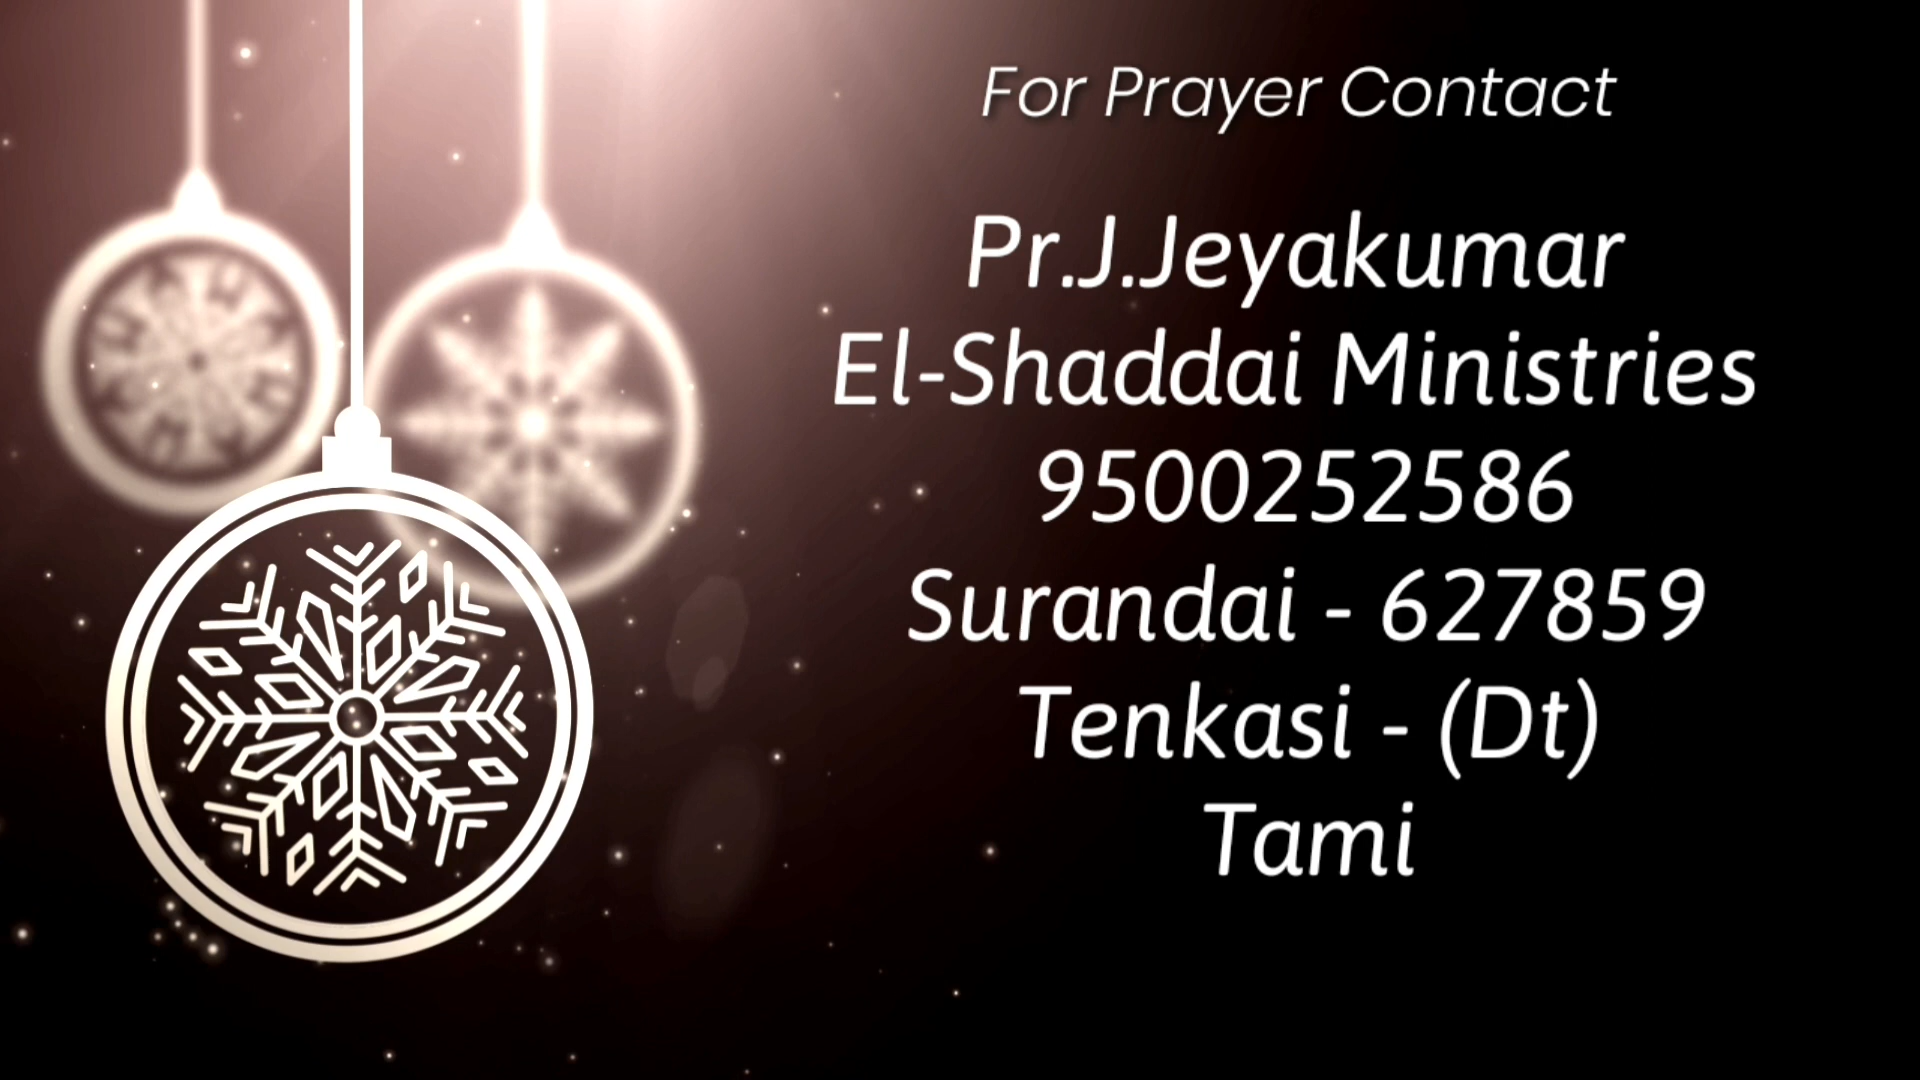 For Prayer Contact
Pr.J.Jeyakumar
El-Shaddai Ministries
9500252586
Surandai - 627859
Tenkasi - (Dt)
Tami